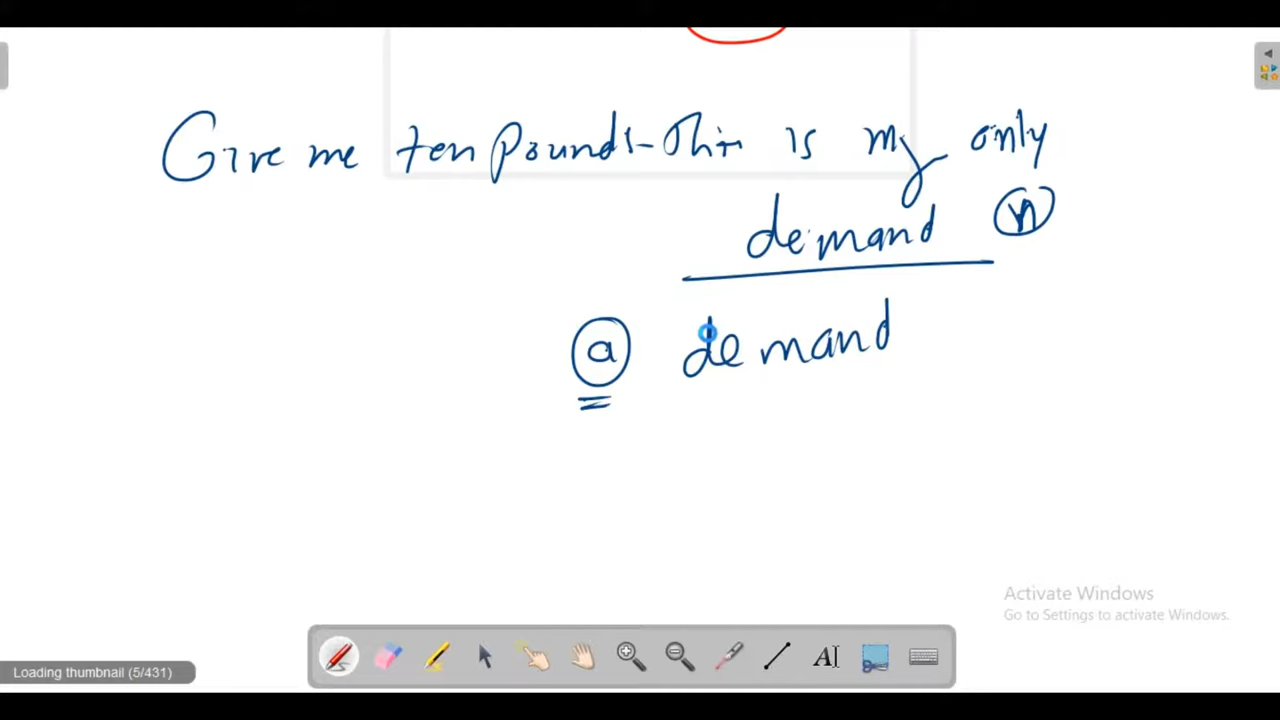 Give me ten pounds - This is my only
demand (n)
(a) demand
Activate Windows
Go to Settings to activate Windows.
Loading thumbnail (5/431)
AI